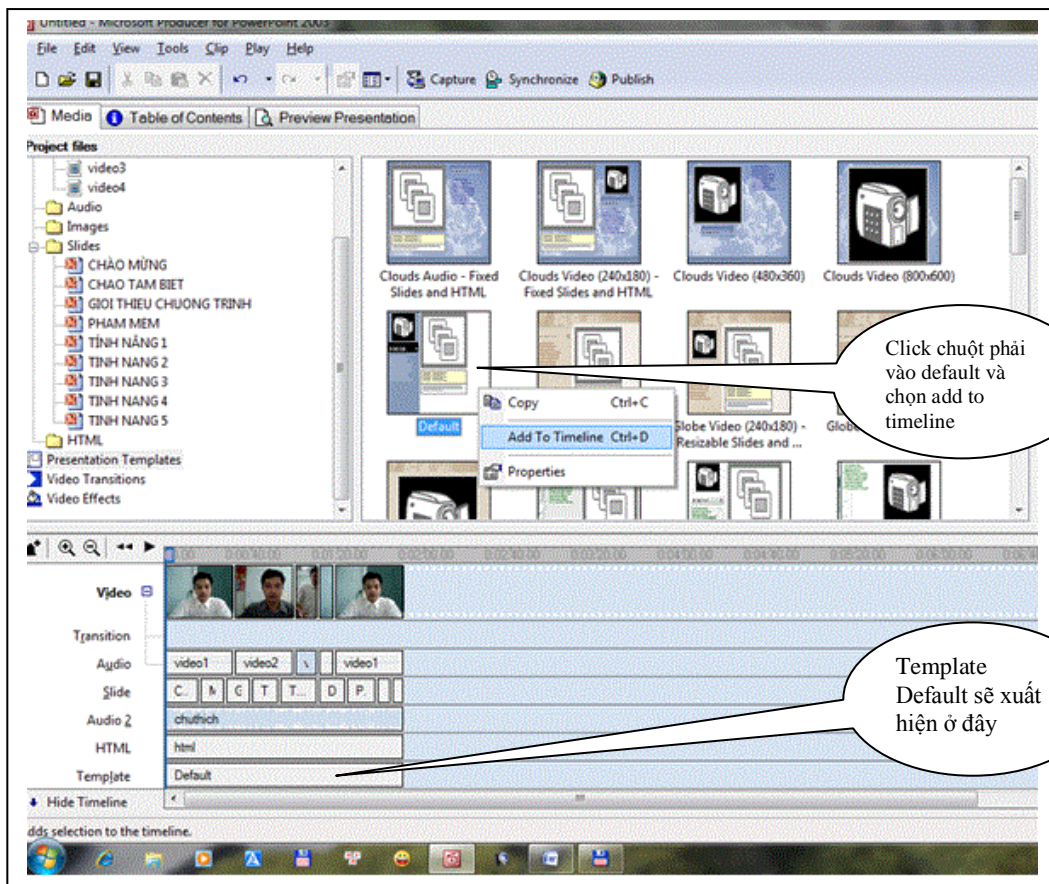 Untitled - Microsoft Producer for PowerPoint 2003
File Edit View Tools Clip Play Help
Capture Synchronize Publish
Media Table of Contents Preview Presentation
Project files
video3
video4
Audio
Images
Slides
CHÀO MỪNG
CHAO TAM BIET
GIOI THIEU CHUONG TRINH
PHAM MEM
TÍNH NĂNG 1
TINH NANG 2
TINH NANG 3
TINH NANG 4
TINH NANG 5
HTML
Presentation Templates
Video Transitions
Video Effects
Clouds Audio - Fixed
Slides and HTML
Clouds Video (240x180) -
Fixed Slides and HTML
Clouds Video (480x360)
Clouds Video (800x600)
Default
Globe Video (240x180) -
Resizable Slides and ...
Copy Ctrl+C
Add To Timeline Ctrl+D
Properties
Click chuột phải
vào default và
chọn add to
timeline
Video
Transition
Audio video1 video2 video1
Slide C.. G T T... D P.
Audio 2 chuthich
HTML html
Template Default
Template
Default sẽ xuất
hiện ở đây
Hide Timeline
dds selection to the timeline.